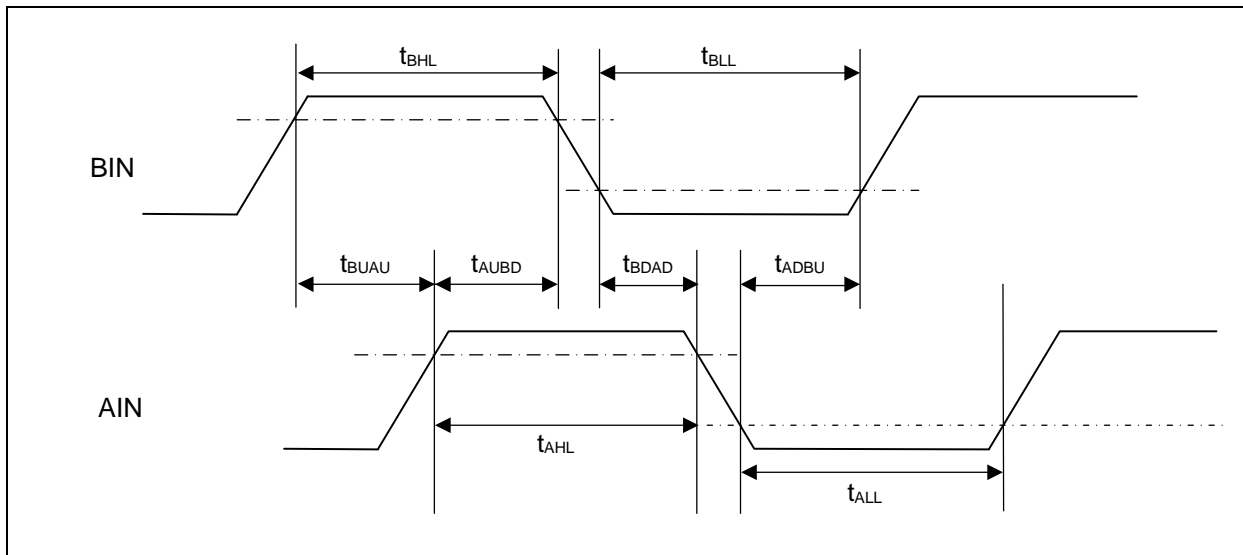 tBHL
tBLL
BIN
tBUAU
tAUBD
tBDAD
tADBU
AIN
tAHL
tALL